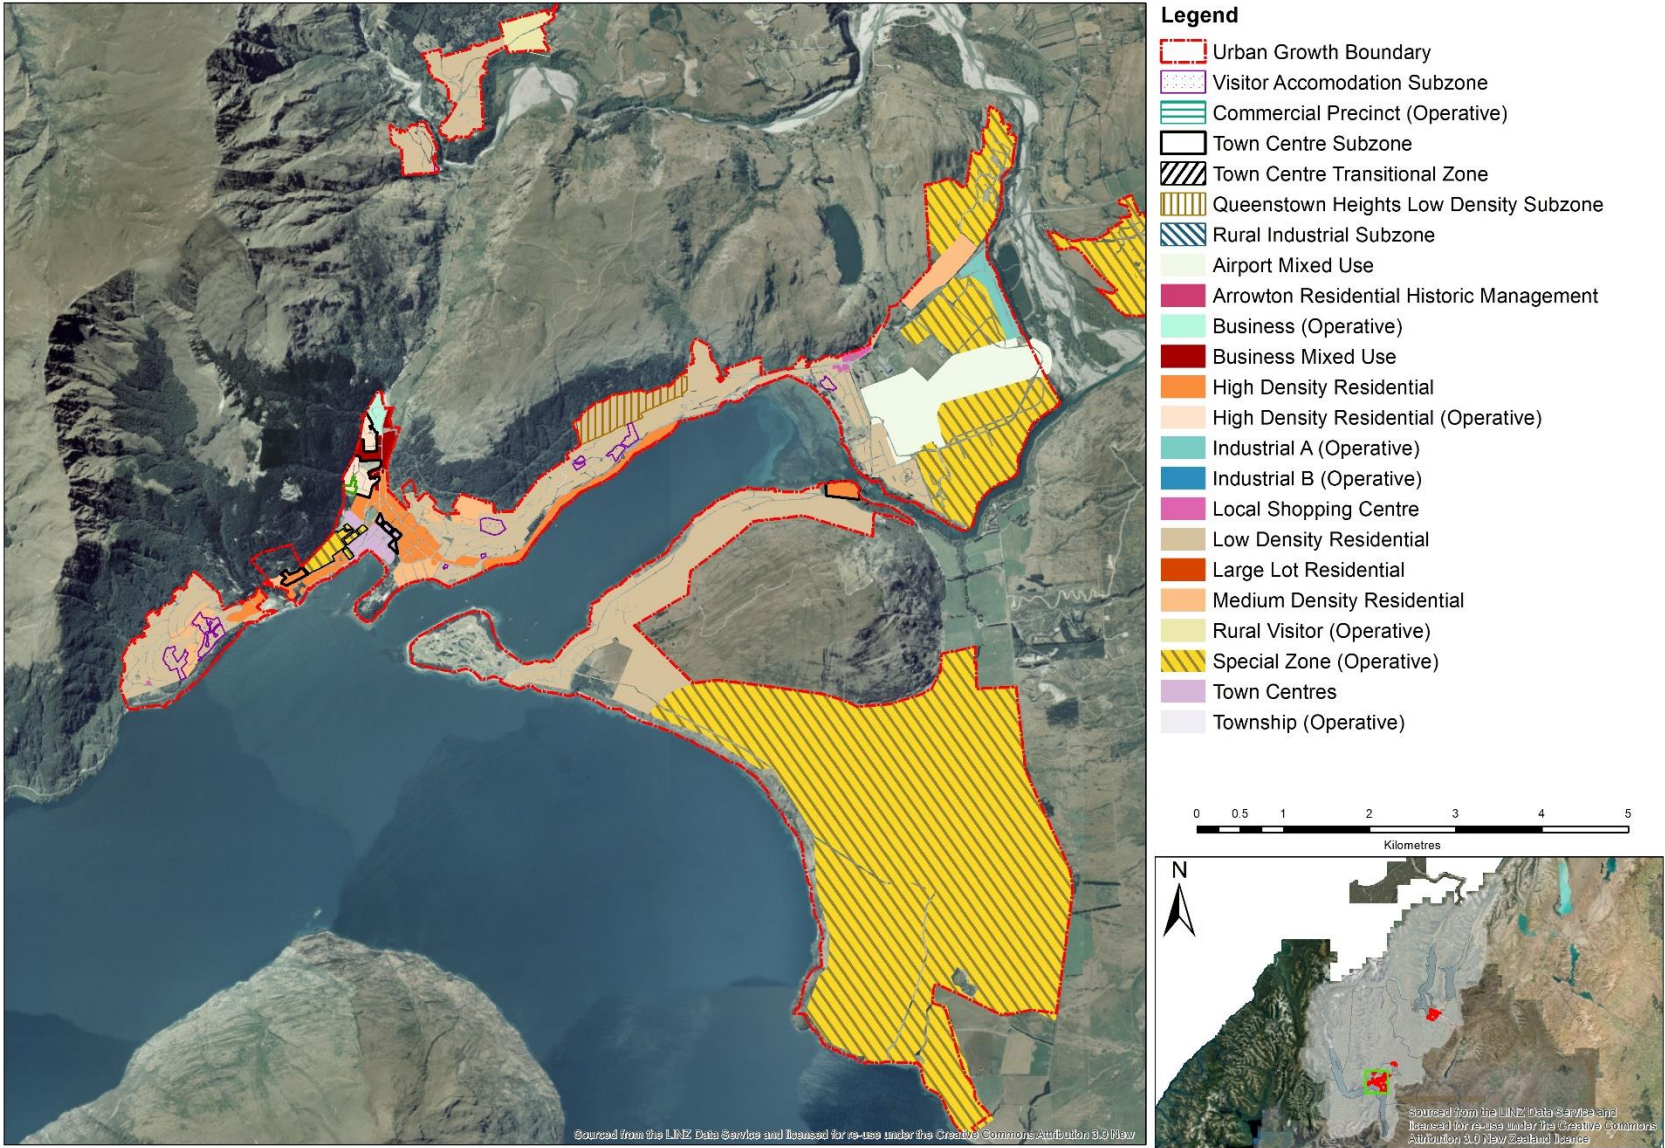 Legend
Urban Growth Boundary
Visitor Accomodation Subzone
Commercial Precinct (Operative)
Town Centre Subzone
Town Centre Transitional Zone
Queenstown Heights Low Density Subzone
Rural Industrial Subzone
Airport Mixed Use
Arrowton Residential Historic Management
Business (Operative)
Business Mixed Use
High Density Residential
High Density Residential (Operative)
Industrial A (Operative)
Industrial B (Operative)
Local Shopping Centre
Low Density Residential
Large Lot Residential
Medium Density Residential
Rural Visitor (Operative)
Special Zone (Operative)
Town Centres
Township (Operative)
0 0.5 1 2 3 4 5
Kilometres
N
Sourced from the LINZ Data Service and
licensed for re-use under the Creative Commons
Attribution 3.0 New Zealand licence
Sourced from the LINZ Data Service and licensed for re-use under the Creative Commons Attribution 3.0 New